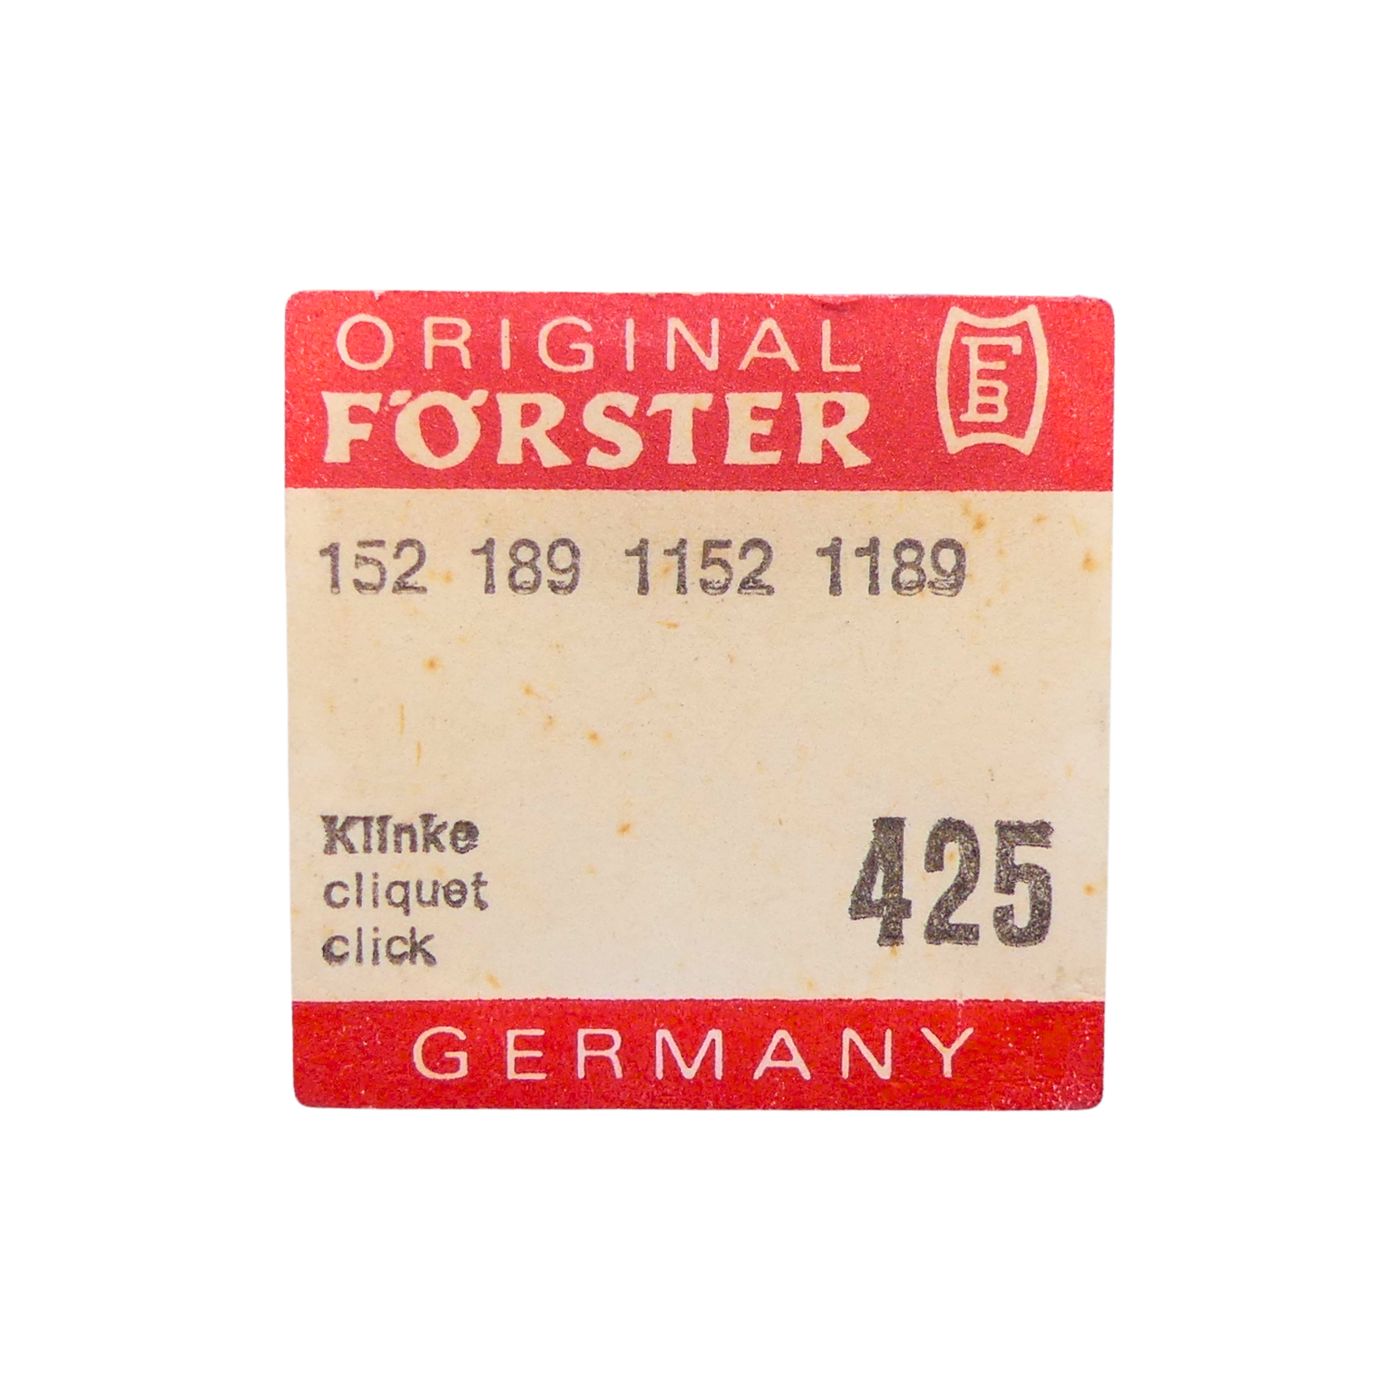 ORIGINAL
FÖRSTER
152 189 1152 1189
Klinke
cliquet
click
425
GERMANY